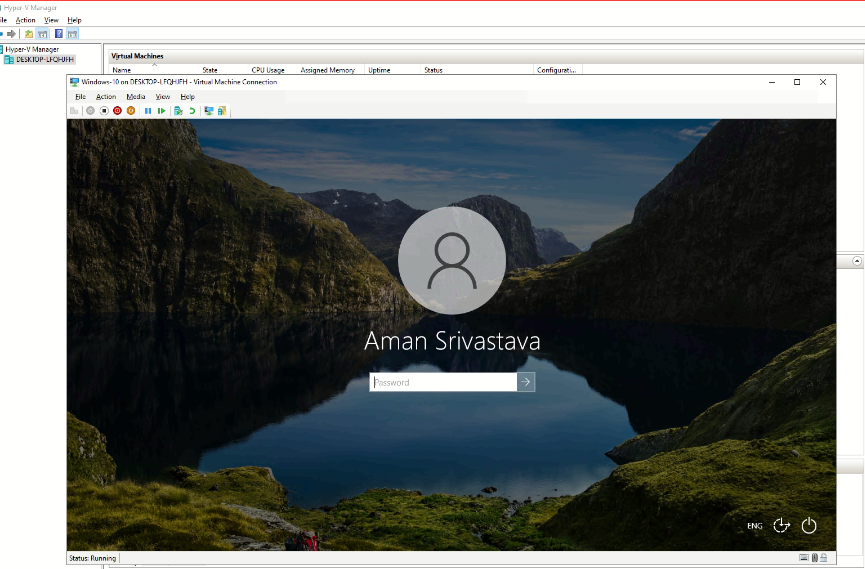 Hyper-V Manager
ile Action View Help
Hyper-V Manager
DESKTOP-LFQHJFH
Virtual Machines
Name State CPU Usage Assigned Memory Uptime Status Configurati...
Windows-10 on DESKTOP-LFQHJFH - Virtual Machine Connection
File Action Media View Help
Aman Srivastava
Password
ENG
Status: Running